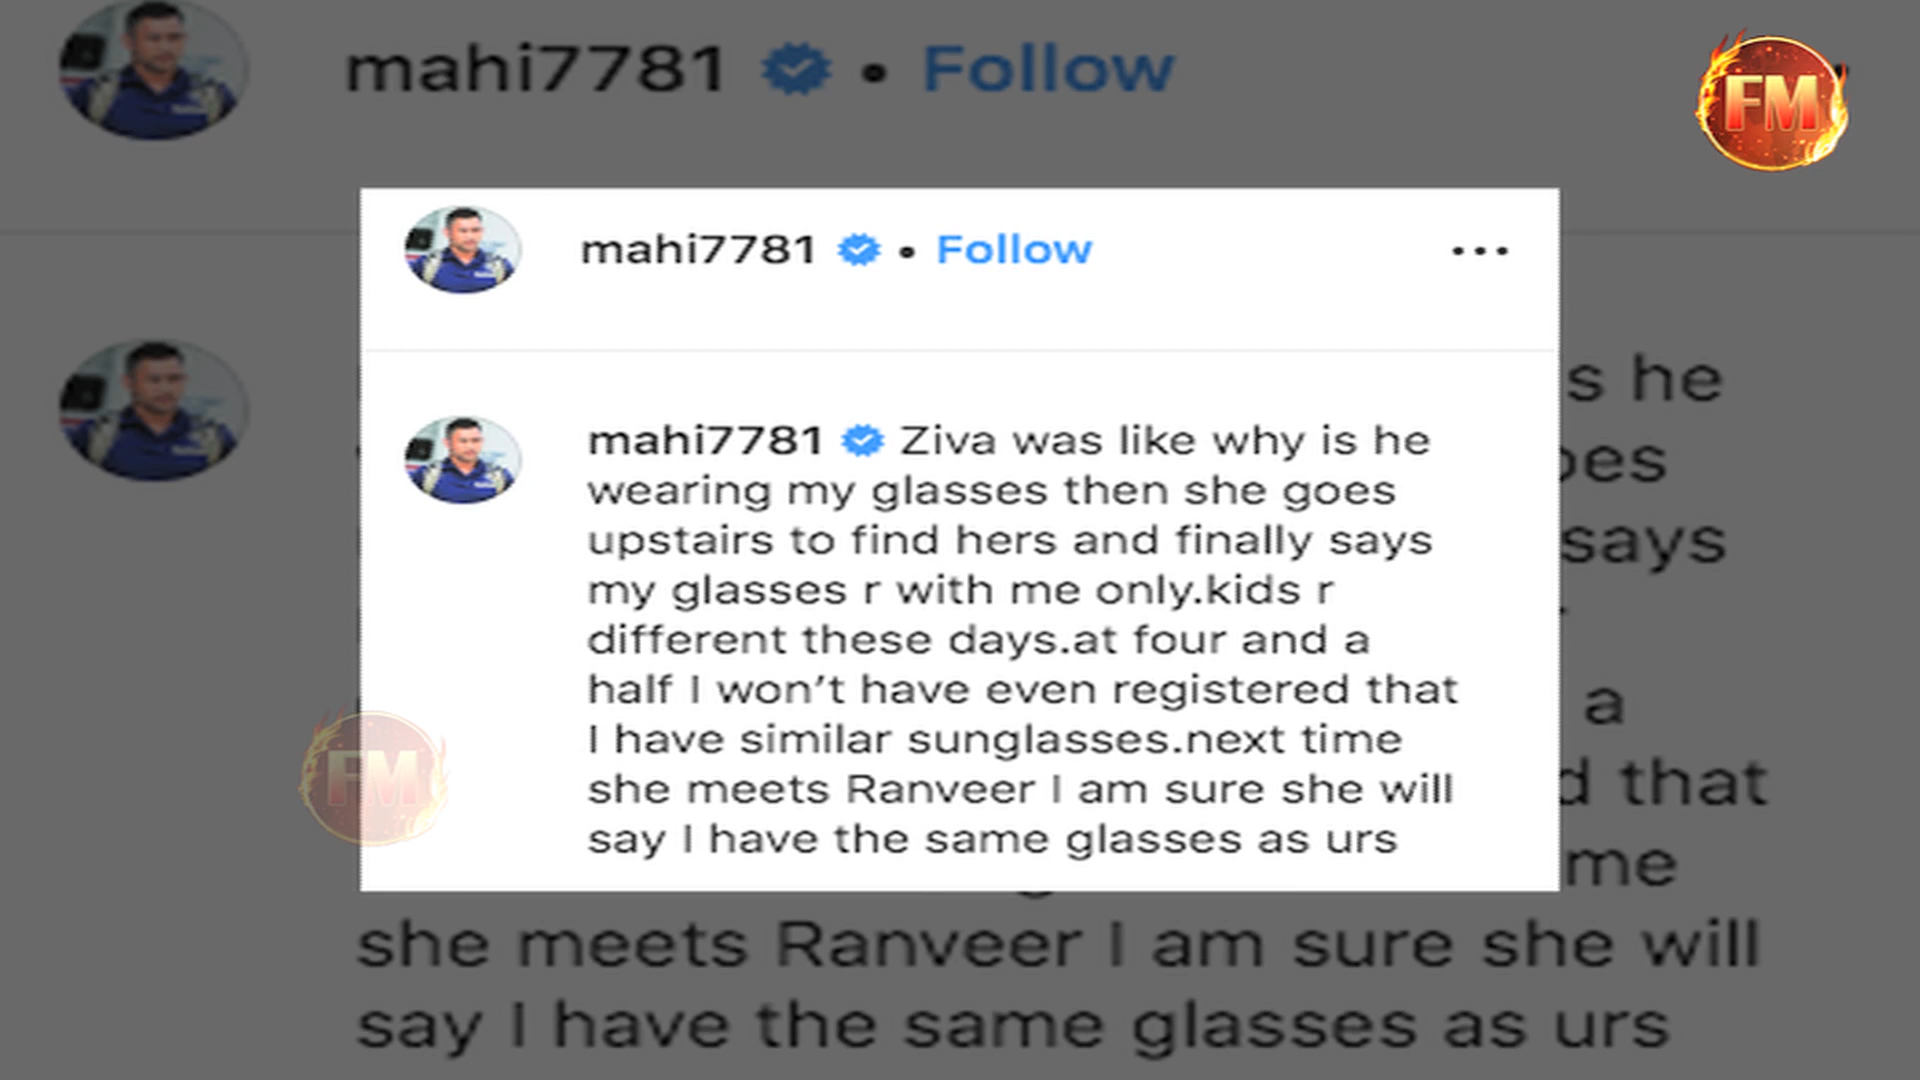 mahi7781 • Follow
FM
mahi7781 • Follow ...
mahi7781 Ziva was like why is he
wearing my glasses then she goes
upstairs to find hers and finally says
my glasses r with me only.kids r
different these days.at four and a
half I won't have even registered that
I have similar sunglasses.next time
she meets Ranveer I am sure she will
say I have the same glasses as urs
FM
s he
oes
says
a
d that
me
she meets Ranveer I am sure she will
say I have the same glasses as urs